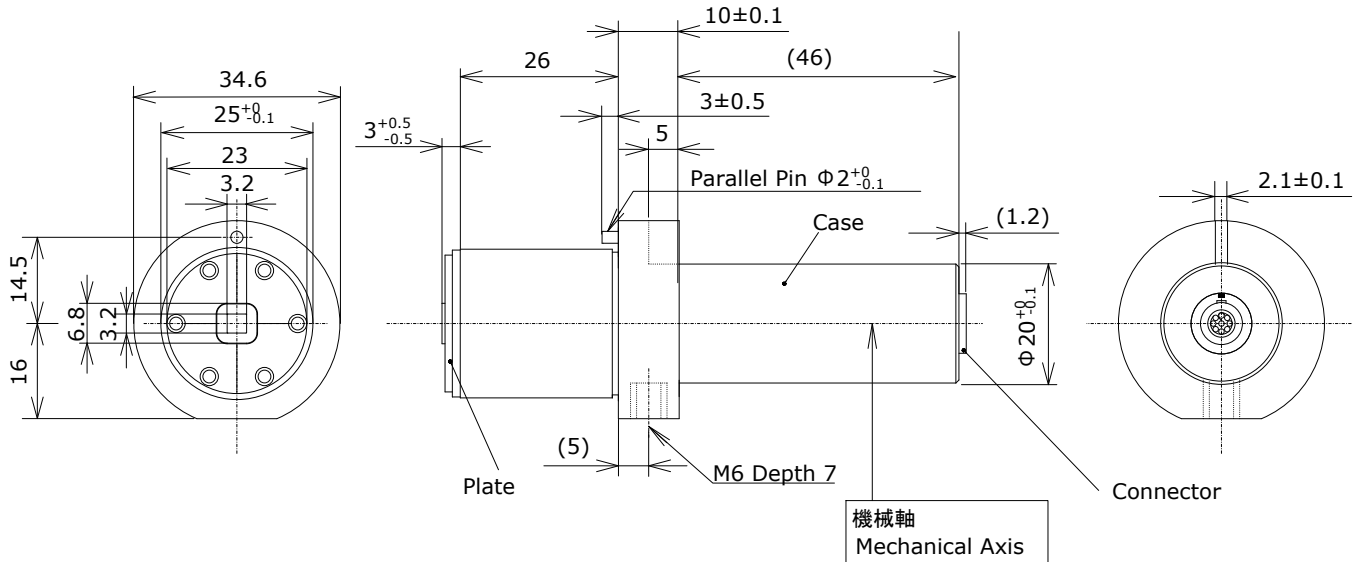 10±0.1
26
(46)
34.6
3±0.5
25+0-0.1
3+0.5-0.5
5
23
Parallel Pin Φ2+0-0.1
2.1±0.1
3.2
Case
(1.2)
14.5
6.8
3.2
Φ20+0-0.1
16
(5)
M6 Depth 7
Plate
Connector
機械軸
Mechanical Axis